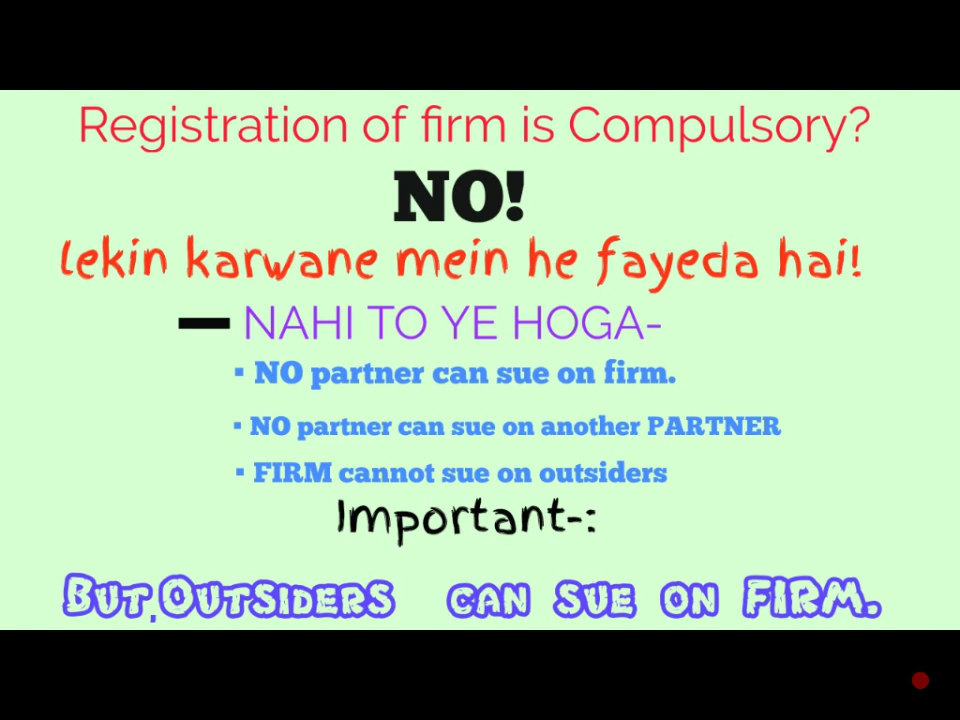 Registration of firm is Compulsory?
NO!
lekin karwane mein he fayeda hai!
— NAHI TO YE HOGA-
▪ NO partner can sue on firm.
▪ NO partner can sue on another PARTNER
▪ FIRM cannot sue on outsiders
Important-:
BUT,OUTSIDERS CAN SUE ON FIRM.